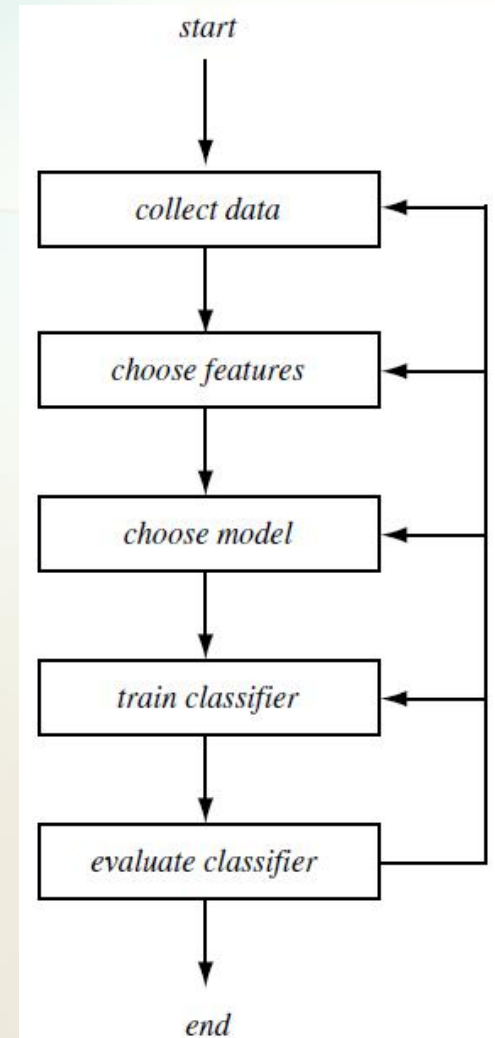 start
collect data
choose features
choose model
train classifier
evaluate classifier
end